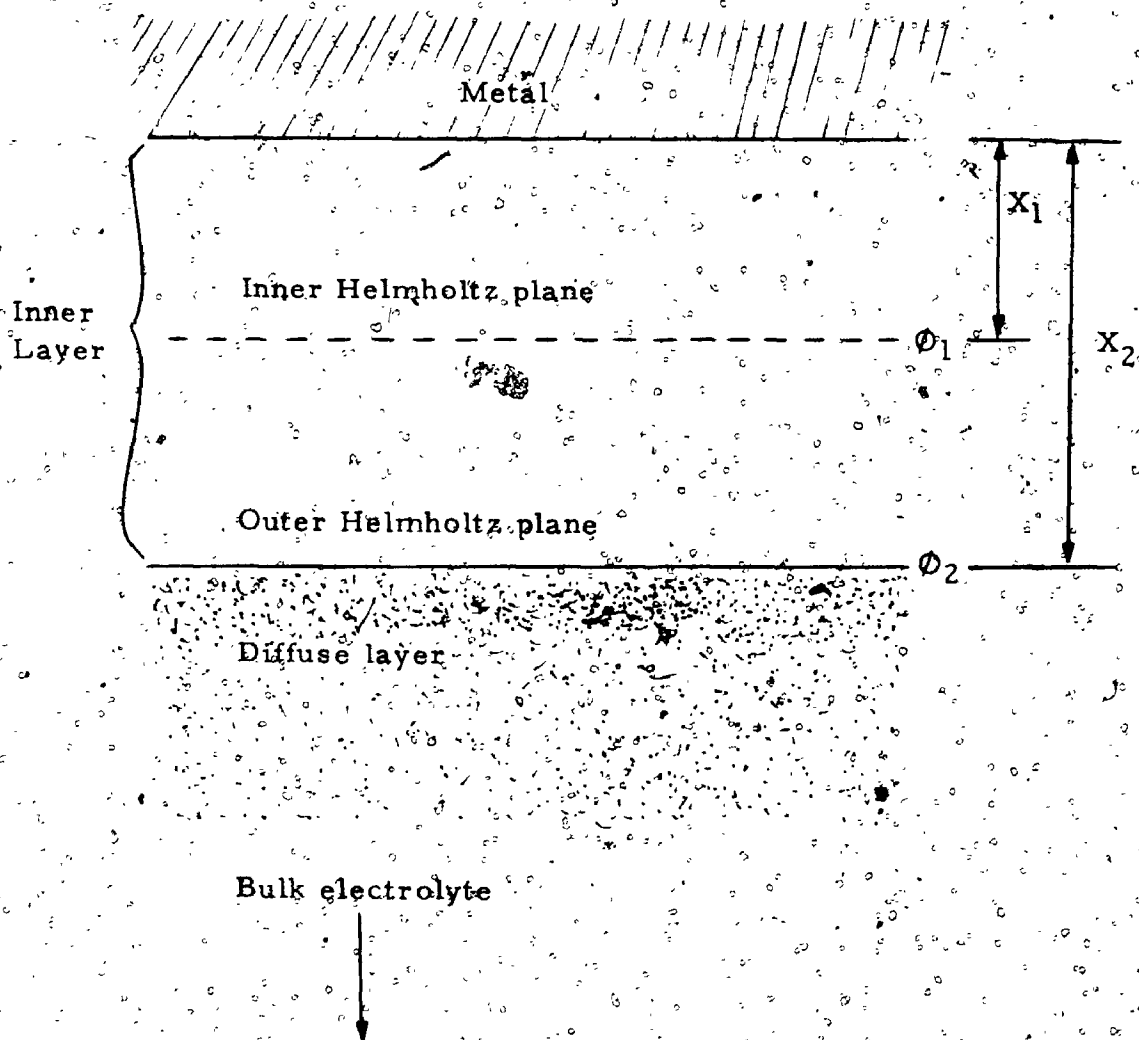 Metal
X1
Inner Helmholtz plane
Inner
Layer
Ø1
X2
Outer Helmholtz plane
Ø2
Diffuse layer
Bulk electrolyte